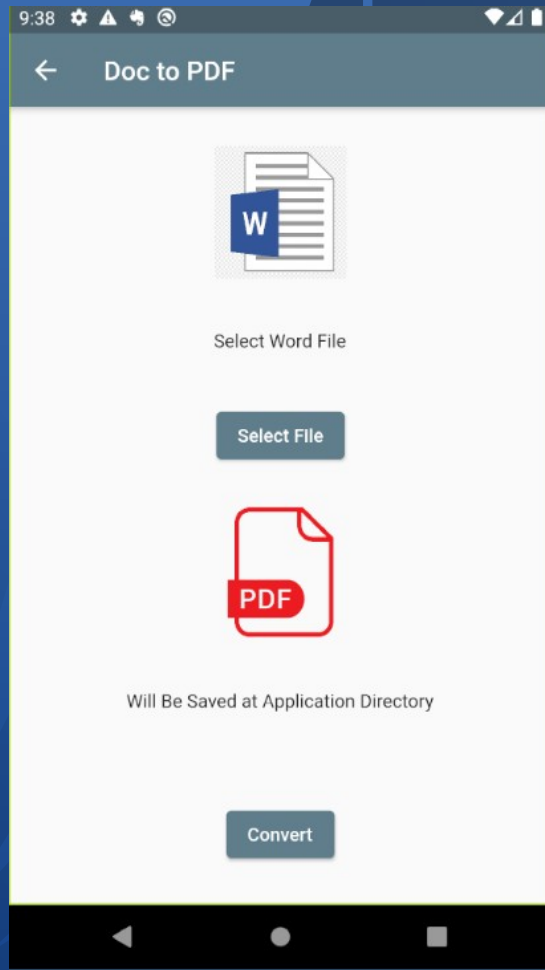 9:38
Doc to PDF
W
Select Word File
Select FIle
PDF
Will Be Saved at Application Directory
Convert